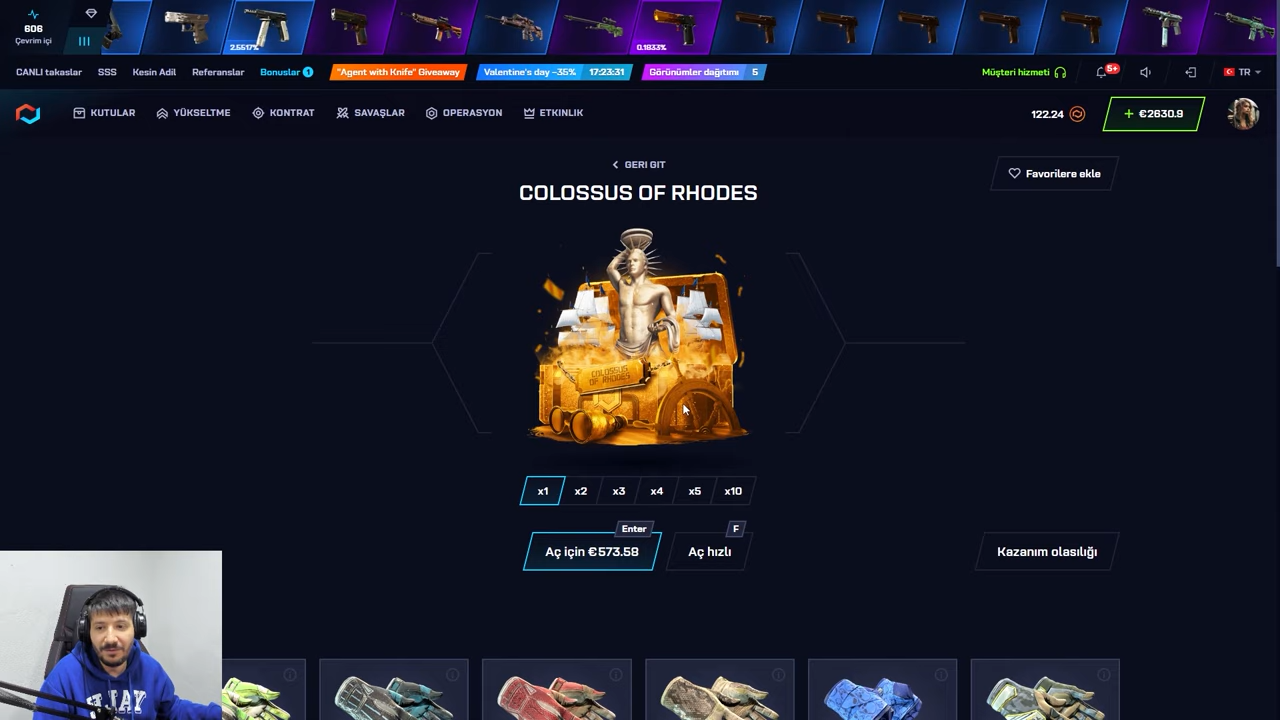 606
Çevrim içi
2.5517%
0.1833%
CANLI takaslar
SSS
Kesin Adil
Referanslar
Bonuslar 1
"Agent with Knife" Giveaway
Valentine's day -35% 17:23:31
Görünümler dağıtımı 5
Müşteri hizmeti
5+
TR
KUTULAR
YÜKSELTME
KONTRAT
SAVAŞLAR
OPERASYON
ETKINLIK
122.24
+ €2630.9
GERI GIT
COLOSSUS OF RHODES
Favorilere ekle
COLOSSUS
OF RHODES
x1
x2
x3
x4
x5
x10
Enter
F
Aç için €573.58
Aç hızlı
Kazanım olasılığı